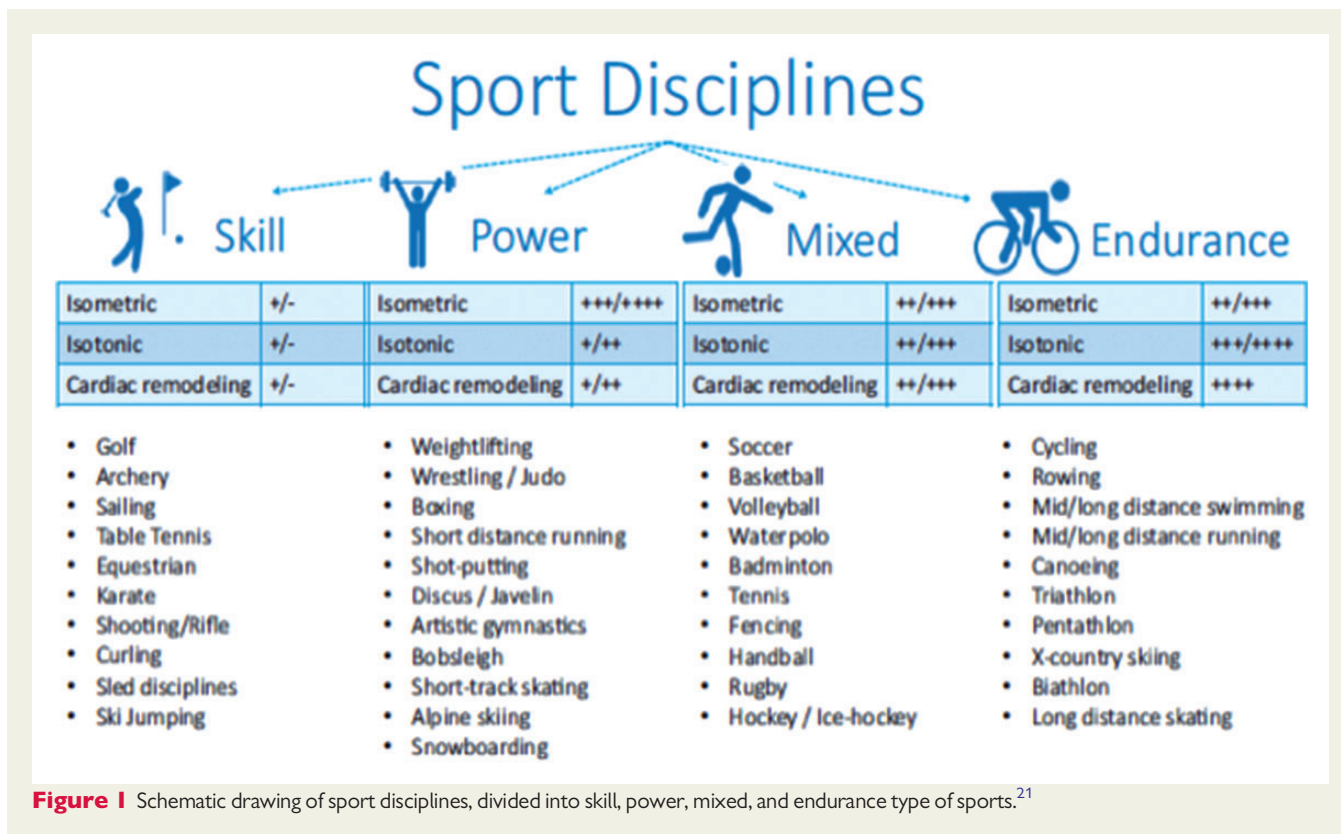 Sport Disciplines
Skill
Isometric +/-
Isotonic +/-
Cardiac remodeling +/-
• Golf
• Archery
• Sailing
• Table Tennis
• Equestrian
• Karate
• Shooting/Rifle
• Curling
• Sled disciplines
• Ski Jumping
Power
Isometric +++/++++
Isotonic +/++
Cardiac remodeling +/++
• Weightlifting
• Wrestling / Judo
• Boxing
• Short distance running
• Shot-putting
• Discus / Javelin
• Artistic gymnastics
• Bobsleigh
• Short-track skating
• Alpine skiing
• Snowboarding
Mixed
Isometric ++/+++
Isotonic ++/+++
Cardiac remodeling ++/+++
• Soccer
• Basketball
• Volleyball
• Waterpolo
• Badminton
• Tennis
• Fencing
• Handball
• Rugby
• Hockey / Ice-hockey
Endurance
Isometric ++/+++
Isotonic +++/++++
Cardiac remodeling ++++
• Cycling
• Rowing
• Mid/long distance swimming
• Mid/long distance running
• Canoeing
• Triathlon
• Pentathlon
• X-country skiing
• Biathlon
• Long distance skating
Figure 1 Schematic drawing of sport disciplines, divided into skill, power, mixed, and endurance type of sports.21